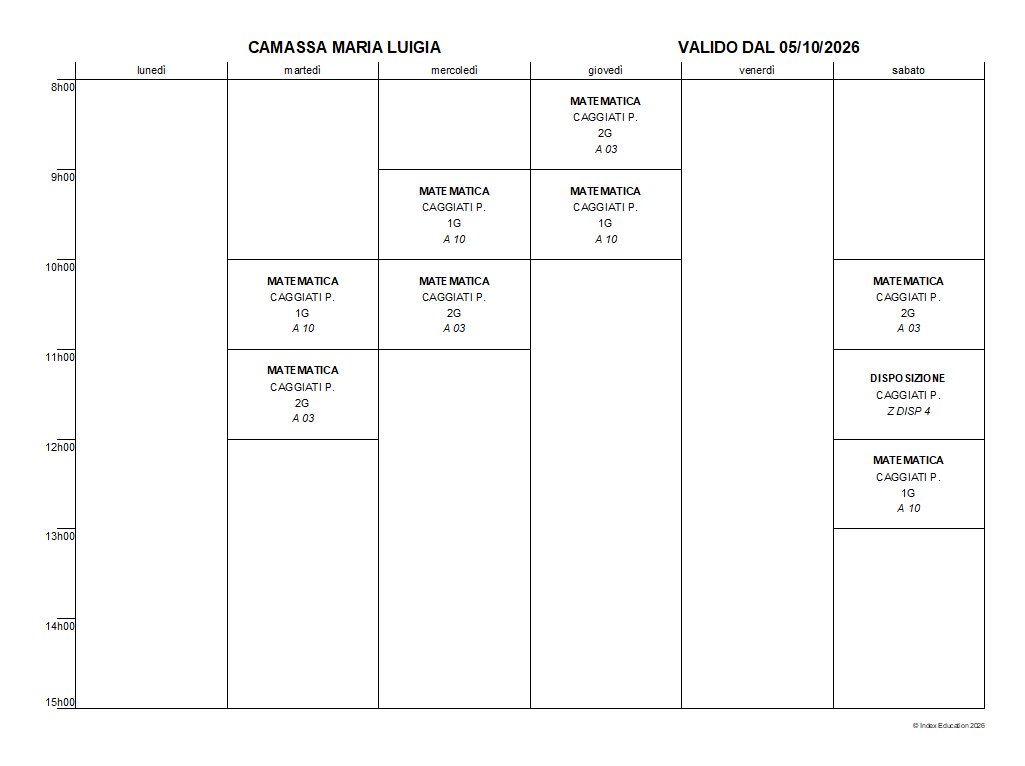 CAMASSA MARIA LUIGIA
VALIDO DAL 05/10/2026
lunedì martedì mercoledì giovedì venerdì sabato
8h00
MATEMATICA
CAGGIATI P.
2G
A 03
9h00
MATEMATICA
CAGGIATI P.
1G
A 10
MATEMATICA
CAGGIATI P.
1G
A 10
10h00
MATEMATICA
CAGGIATI P.
1G
A 10
MATEMATICA
CAGGIATI P.
2G
A 03
MATEMATICA
CAGGIATI P.
2G
A 03
11h00
MATEMATICA
CAGGIATI P.
2G
A 03
DISPOSIZIONE
CAGGIATI P.
Z DISP 4
12h00
MATEMATICA
CAGGIATI P.
1G
A 10
13h00
14h00
15h00
© Index Education 2026